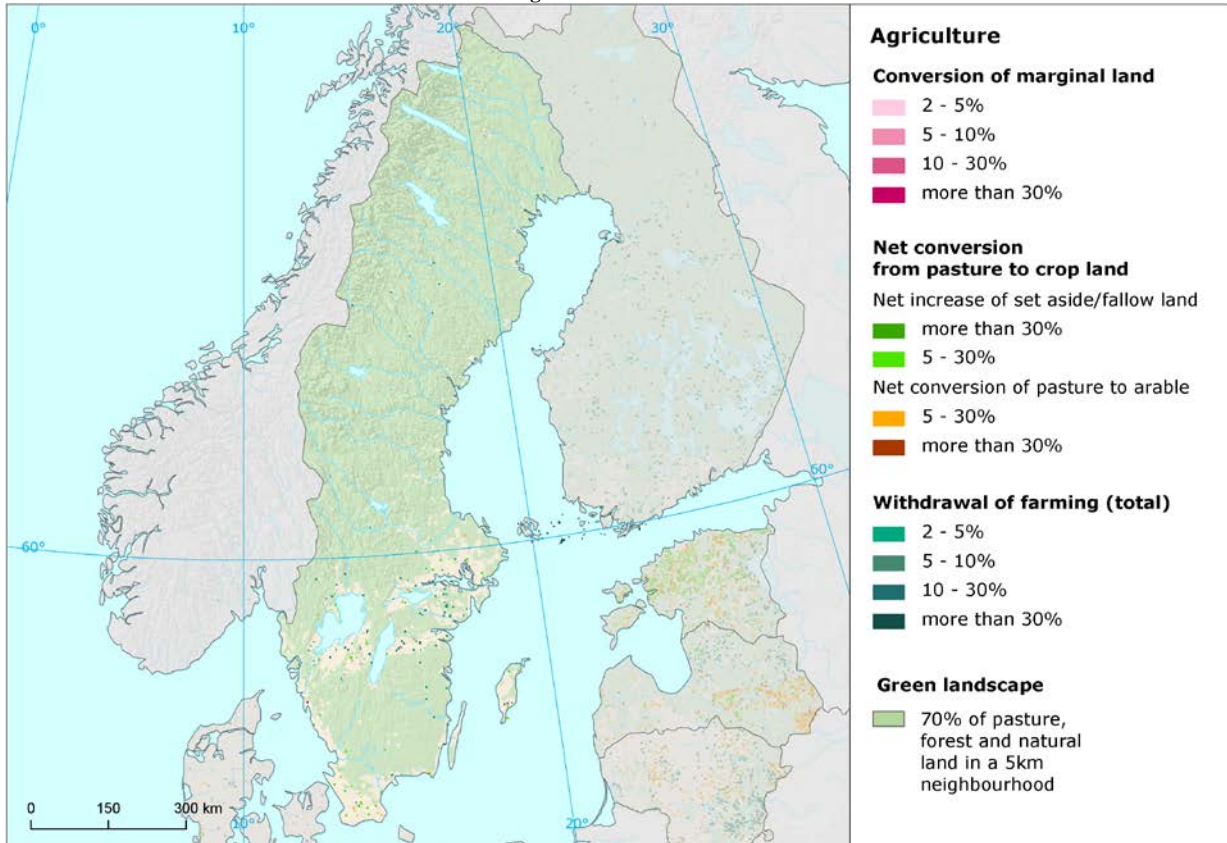 0°
10°
20°
30°
60°
60°
10°
20°
0 150 300 km
Agriculture
Conversion of marginal land
2 - 5%
5 - 10%
10 - 30%
more than 30%
Net conversion
from pasture to crop land
Net increase of set aside/fallow land
more than 30%
5 - 30%
Net conversion of pasture to arable
5 - 30%
more than 30%
Withdrawal of farming (total)
2 - 5%
5 - 10%
10 - 30%
more than 30%
Green landscape
70% of pasture,
forest and natural
land in a 5km
neighbourhood